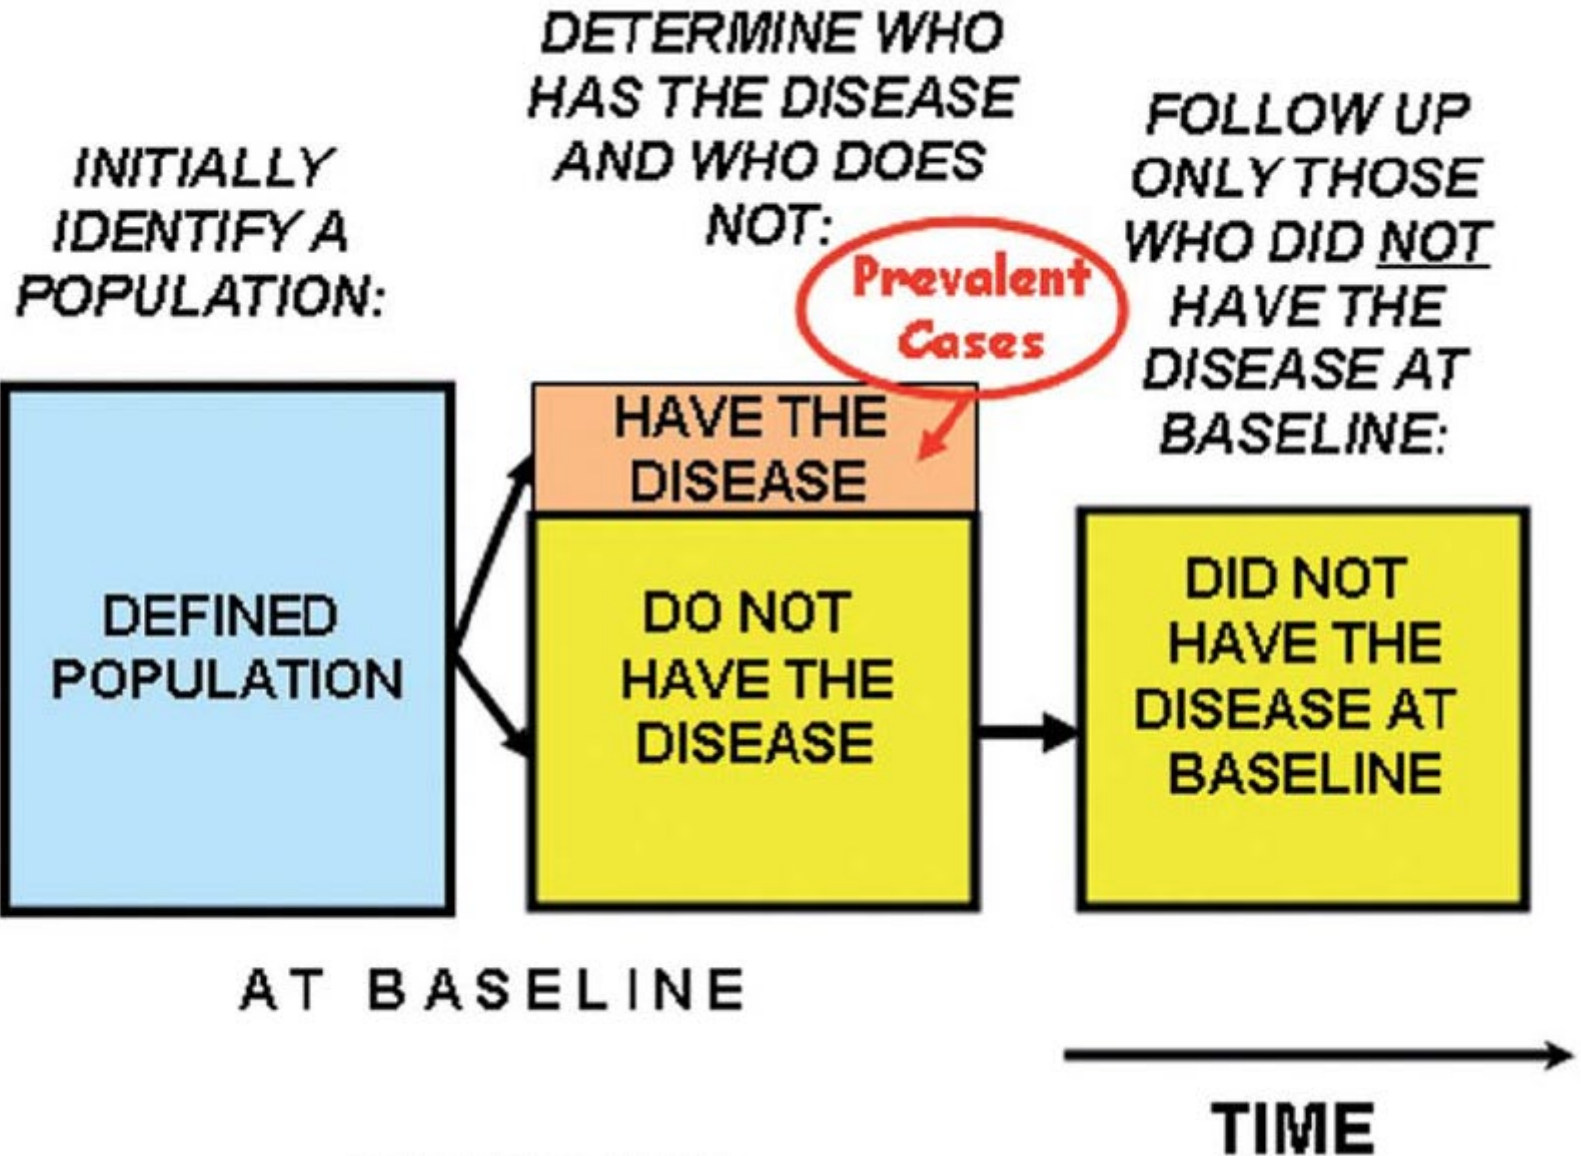 INITIALLY
IDENTIFY A
POPULATION:
DETERMINE WHO
HAS THE DISEASE
AND WHO DOES
NOT:
Prevalent
Cases
FOLLOW UP
ONLY THOSE
WHO DID NOT
HAVE THE
DISEASE AT
BASELINE:
DEFINED
POPULATION
HAVE THE
DISEASE
DO NOT
HAVE THE
DISEASE
DID NOT
HAVE THE
DISEASE AT
BASELINE
AT BASELINE
TIME